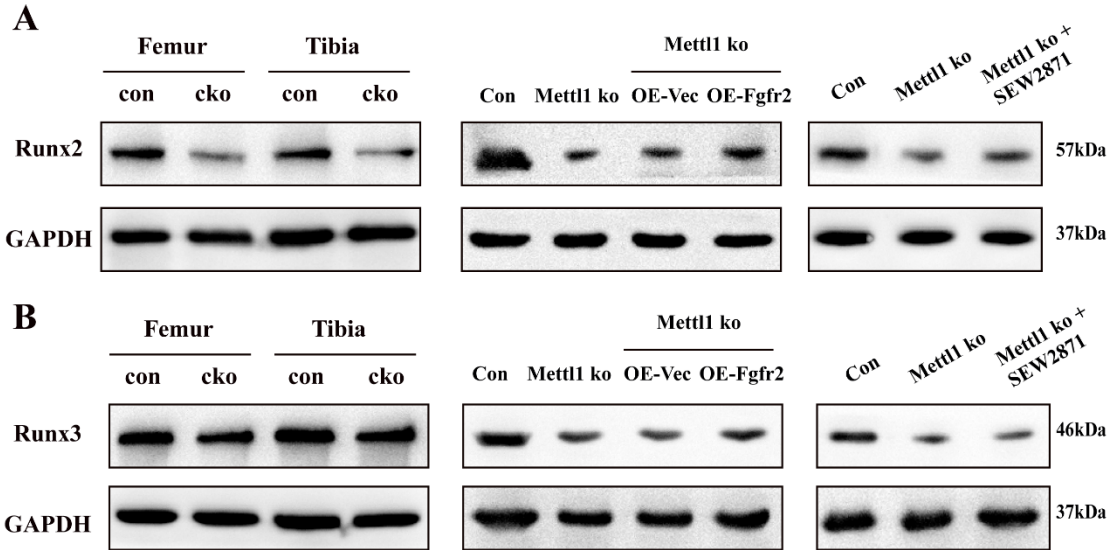 A
Femur Tibia
con cko con cko
Mettl1 ko
Con Mettl1 ko OE-Vec OE-Fgfr2
Con Mettl1 ko Mettl1 ko +
SEW2871
Runx2 57kDa
GAPDH 37kDa
B
Femur Tibia
con cko con cko
Mettl1 ko
Con Mettl1 ko OE-Vec OE-Fgfr2
Con Mettl1 ko Mettl1 ko +
SEW2871
Runx3 46kDa
GAPDH 37kDa